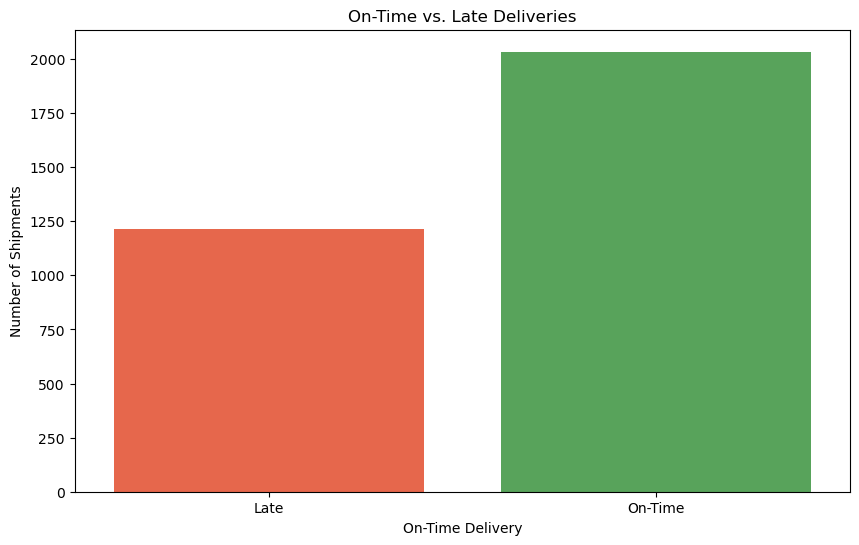 On-Time vs. Late Deliveries
Number of Shipments
2000
1750
1500
1250
1000
750
500
250
0
Late On-Time
On-Time Delivery